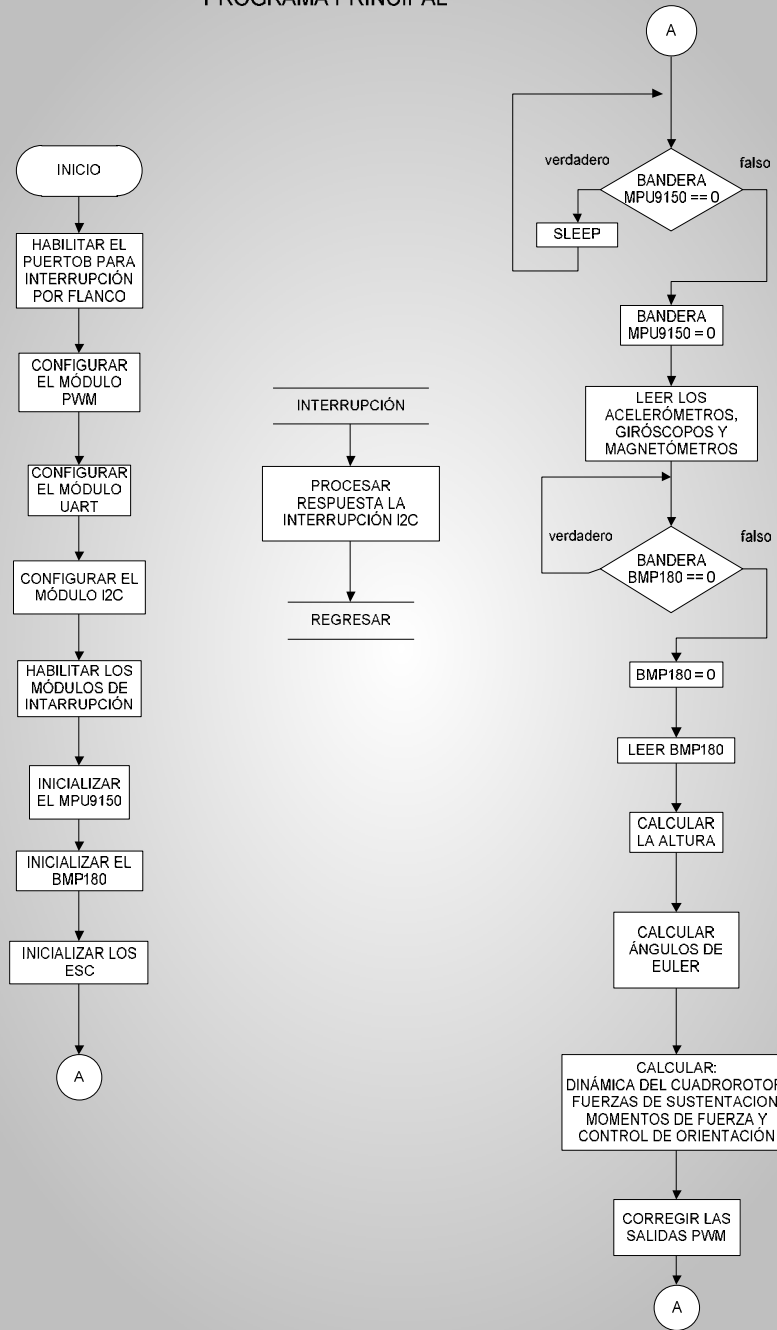 PROGRAMA PRINCIPAL
INICIO
HABILITAR EL
PUERTOB PARA
INTERRUPCIÓN
POR FLANCO
CONFIGURAR
EL MÓDULO
PWM
CONFIGURAR
EL MÓDULO
UART
CONFIGURAR EL
MÓDULO I2C
HABILITAR LOS
MÓDULOS DE
INTARRUPCIÓN
INICIALIZAR
EL MPU9150
INICIALIZAR EL
BMP180
INICIALIZAR LOS
ESC
A
INTERRUPCIÓN
PROCESAR
RESPUESTA LA
INTERRUPCIÓN I2C
REGRESAR
A
verdadero
falso
BANDERA
MPU9150 == 0
SLEEP
BANDERA
MPU9150 = 0
LEER LOS
ACELERÓMETROS,
GIRÓSCOPOS Y
MAGNETÓMETROS
verdadero
falso
BANDERA
BMP180 == 0
BMP180 = 0
LEER BMP180
CALCULAR
LA ALTURA
CALCULAR
ÁNGULOS DE
EULER
CALCULAR:
DINÁMICA DEL CUADROROTOR
FUERZAS DE SUSTENTACION
MOMENTOS DE FUERZA Y
CONTROL DE ORIENTACIÓN
CORREGIR LAS
SALIDAS PWM
A